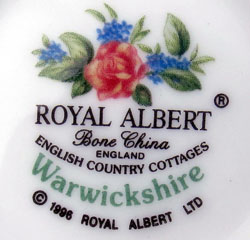 ROYAL ALBERT ®
Bone China
ENGLAND
ENGLISH COUNTRY COTTAGES
Warwickshire
© 1996 ROYAL ALBERT LTD